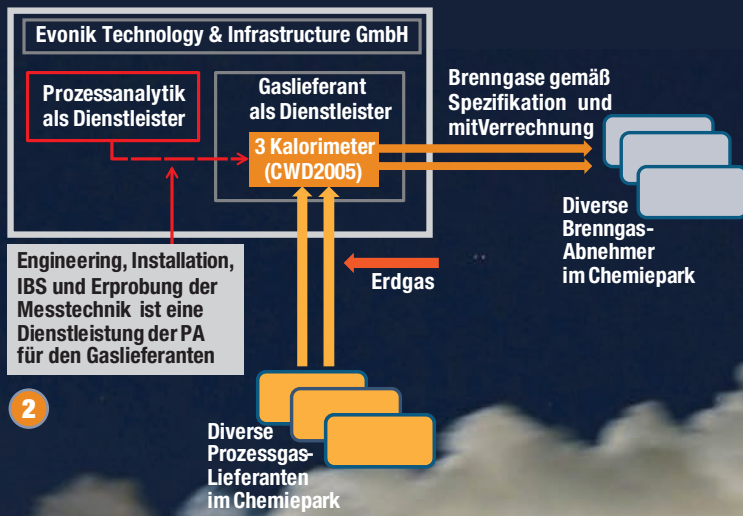 Evonik Technology & Infrastructure GmbH
Prozessanalytik
als Dienstleister
Gaslieferant
als Dienstleister
3 Kalorimeter
(CWD2005)
Brenngase gemäß
Spezifikation und
mitVerrechnung
Diverse
Brenngas-
Abnehmer
im Chemiepark
Engineering, Installation,
IBS und Erprobung der
Messtechnik ist eine
Dienstleistung der PA
für den Gaslieferanten
Erdgas
2
Diverse
Prozessgas-
Lieferanten
im Chemiepark